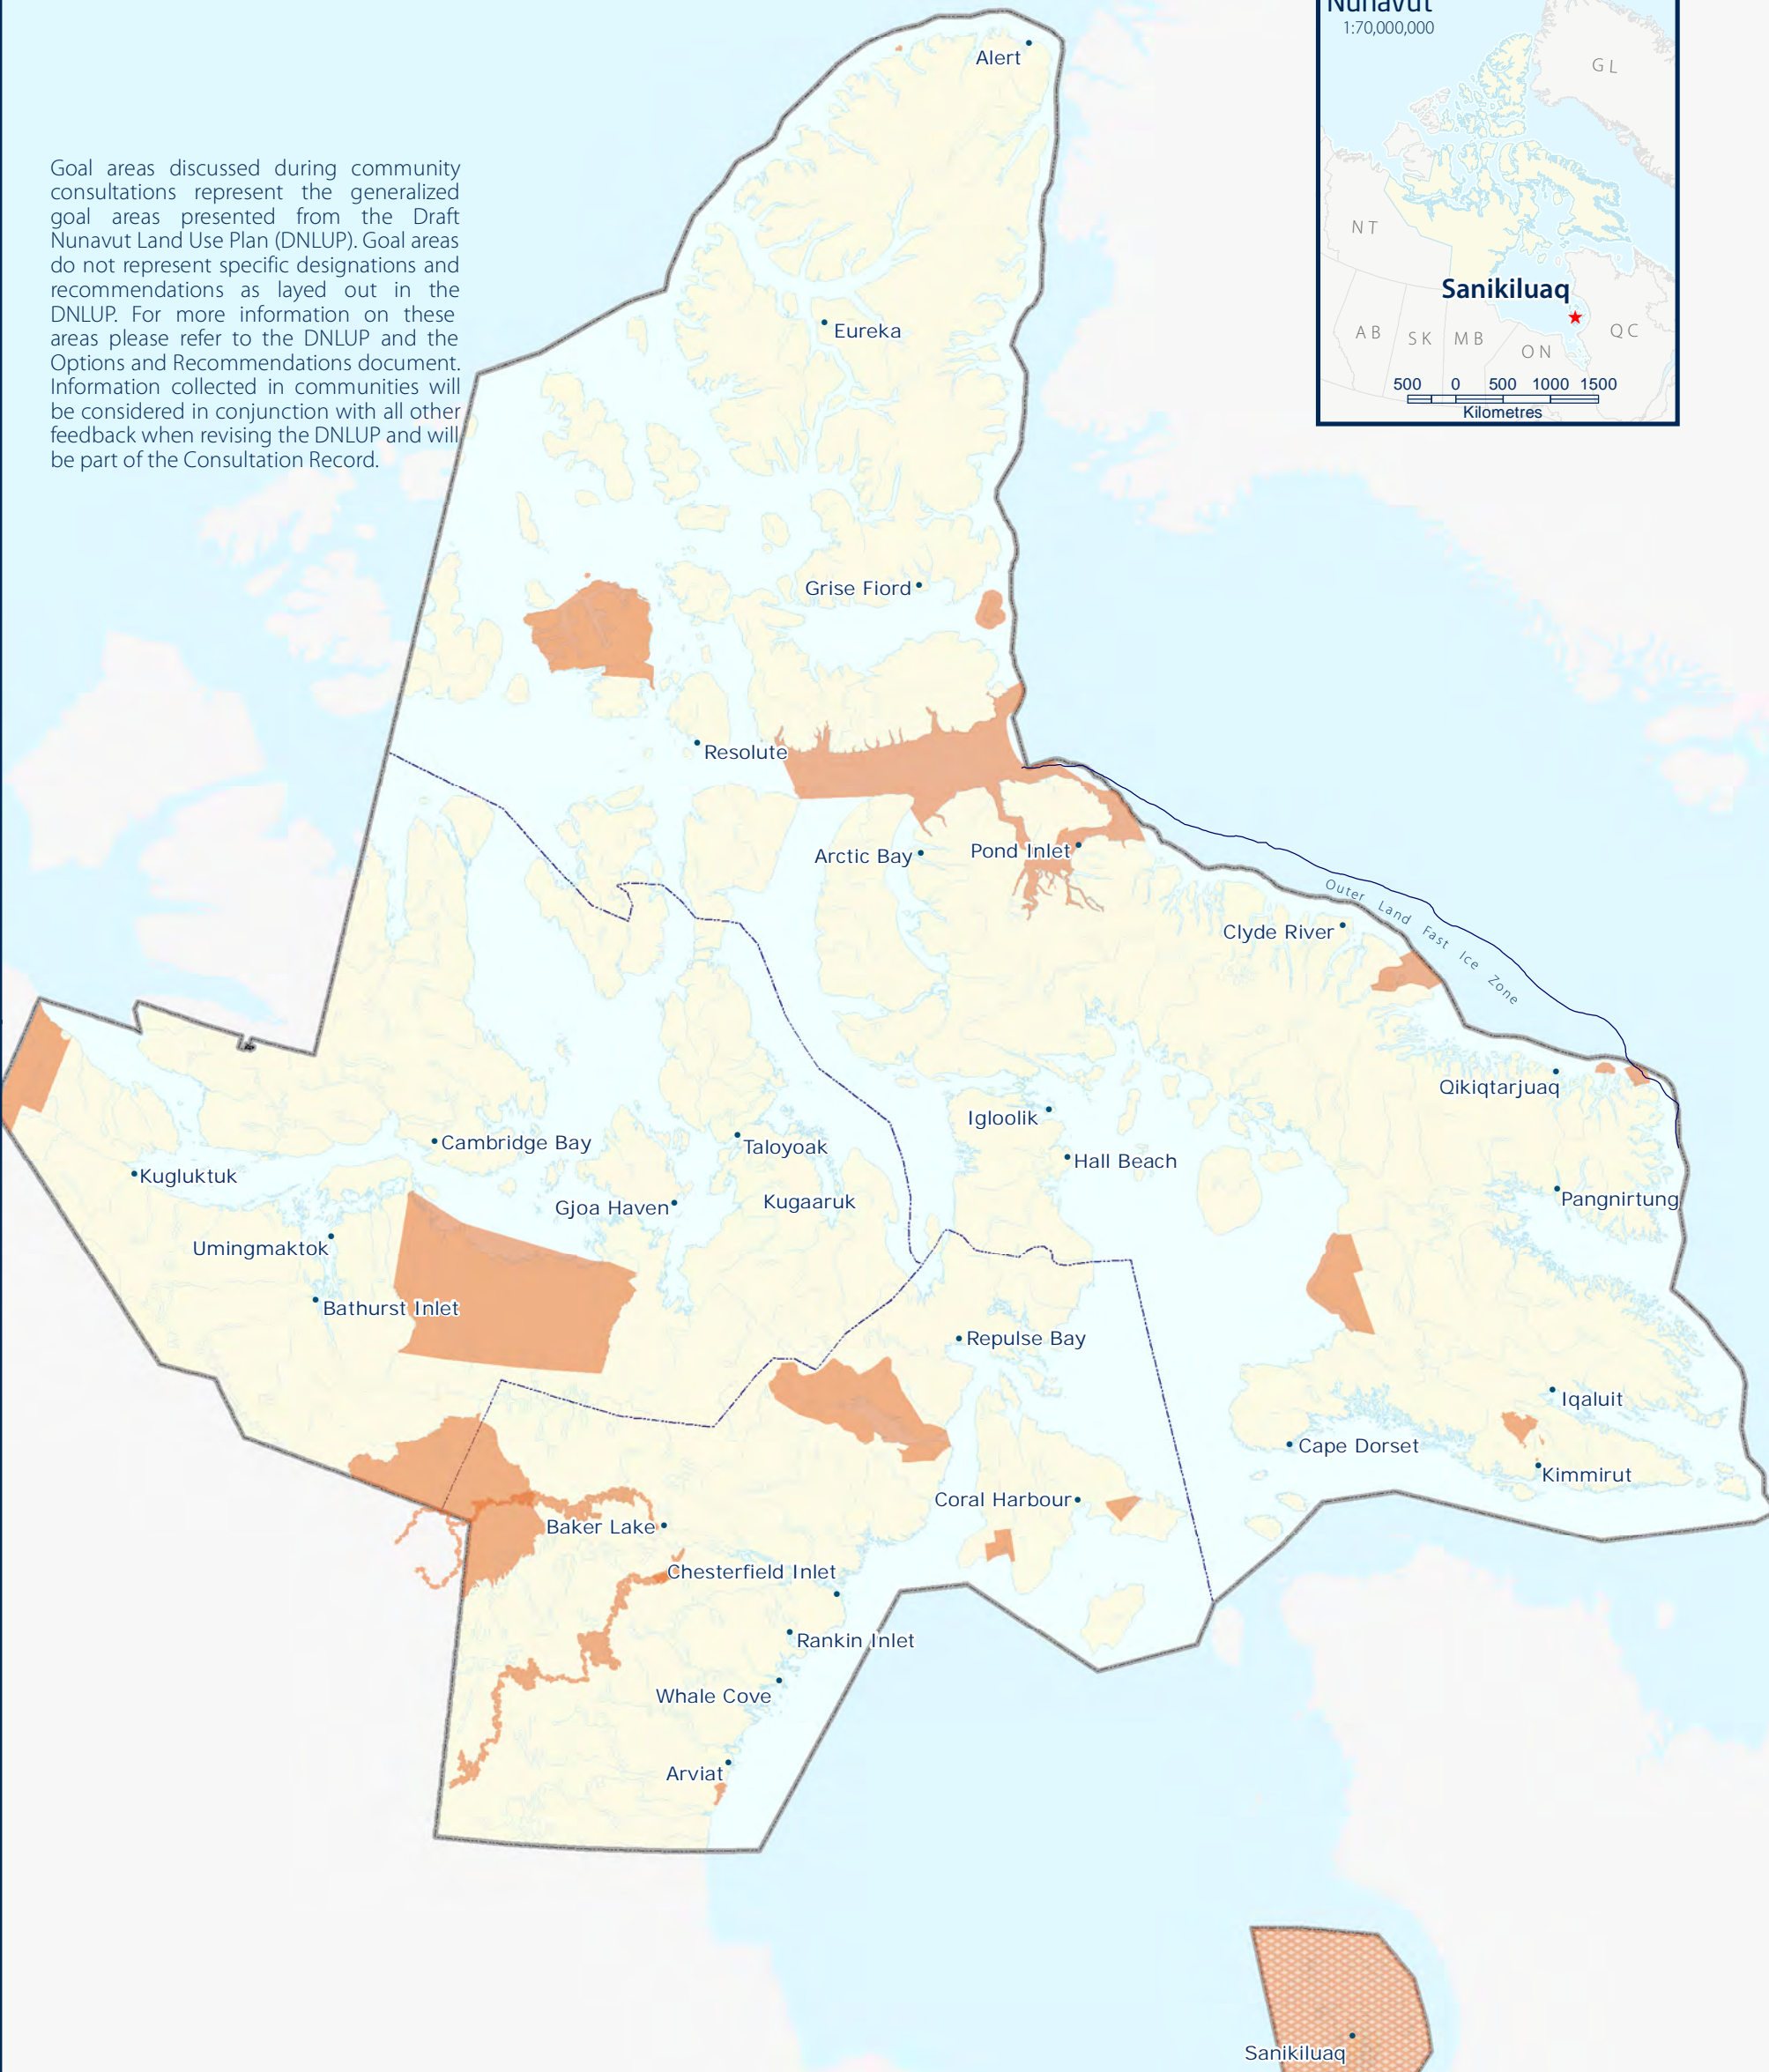 Nunavut
1:70,000,000
GL
NT
Sanikiluaq
AB
SK
MB
ON
QC
500 0 500 1000 1500
Kilometres
Goal areas discussed during community
consultations represent the generalized
goal areas presented from the Draft
Nunavut Land Use Plan (DNLUP). Goal areas
do not represent specific designations and
recommendations as layed out in the
DNLUP. For more information on these
areas please refer to the DNLUP and the
Options and Recommendations document.
Information collected in communities will
be considered in conjunction with all other
feedback when revising the DNLUP and will
be part of the Consultation Record.
Alert
Eureka
Grise Fiord
Resolute
Arctic Bay
Pond Inlet
Clyde River
Outer Land Fast Ice Zone
Qikiqtarjuaq
Igloolik
Cambridge Bay
Taloyoak
Hall Beach
Kugluktuk
Gjoa Haven
Kugaaruk
Pangnirtung
Umingmaktok
Bathurst Inlet
Repulse Bay
Iqaluit
Cape Dorset
Kimmirut
Coral Harbour
Baker Lake
Chesterfield Inlet
Rankin Inlet
Whale Cove
Arviat
Sanikiluaq